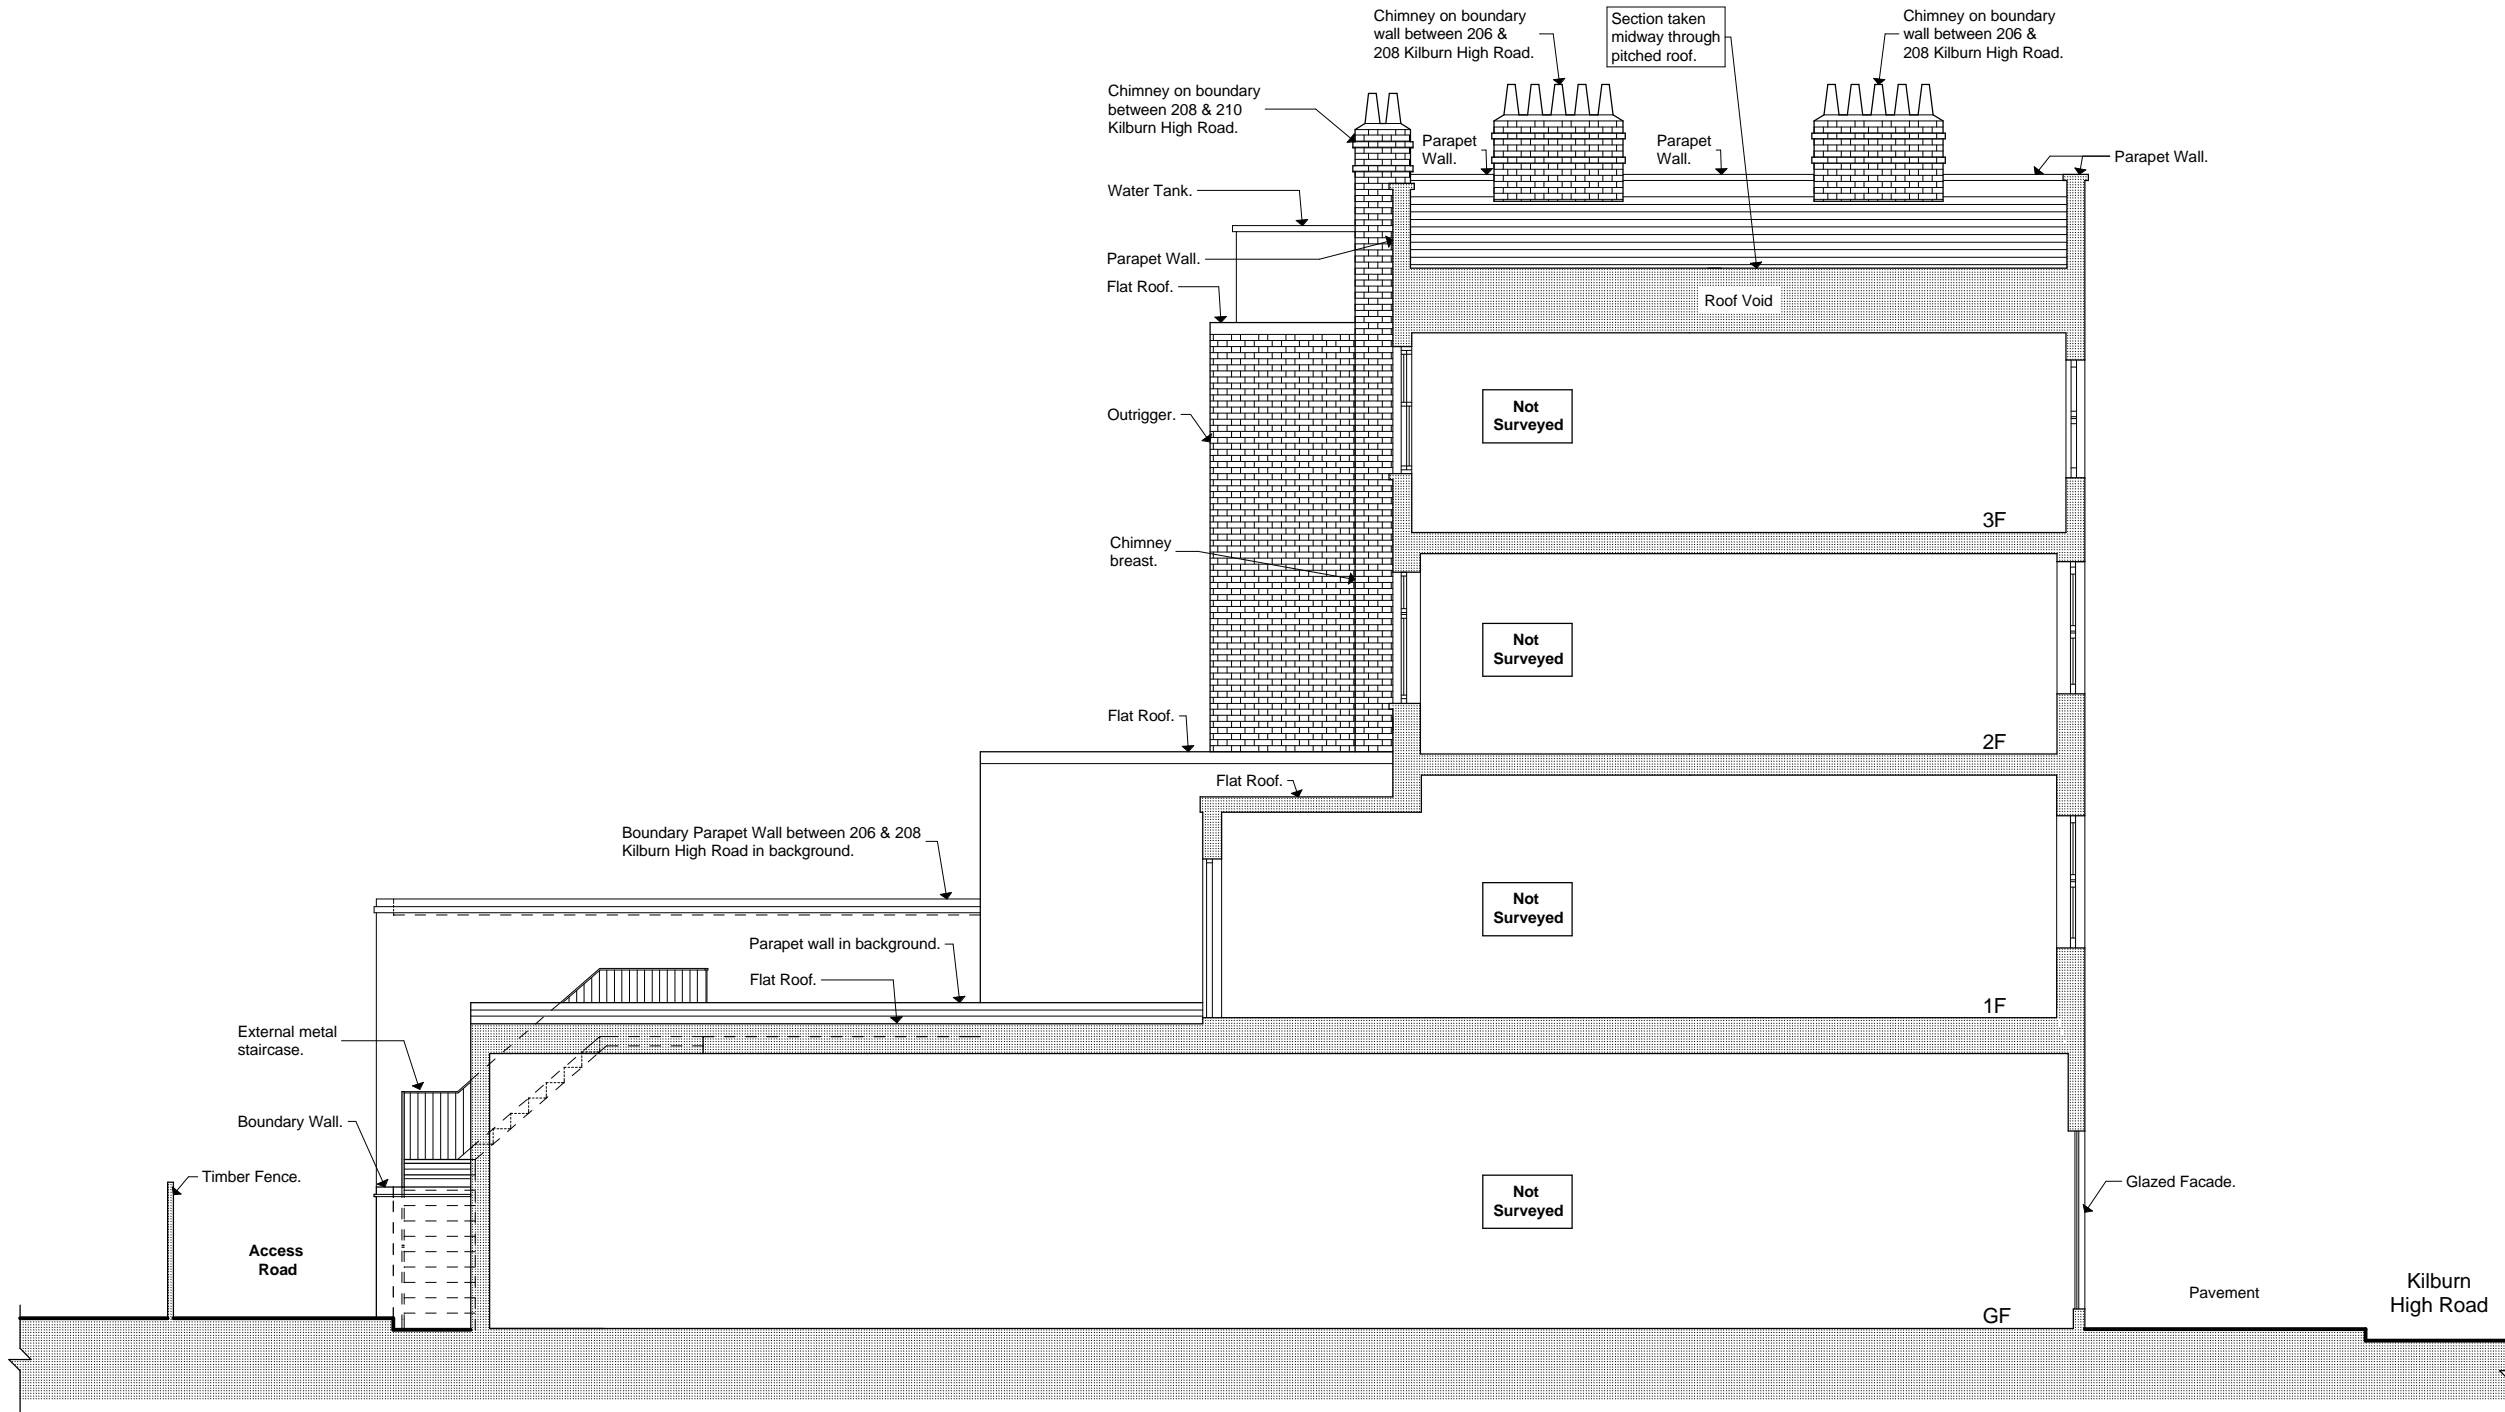 Chimney on boundary
wall between 206 &
208 Kilburn High Road.
Section taken
midway through
pitched roof.
Chimney on boundary
wall between 206 &
208 Kilburn High Road.
Chimney on boundary
between 208 & 210
Kilburn High Road.
Parapet
Wall.
Parapet
Wall.
Parapet Wall.
Water Tank.
Parapet Wall.
Flat Roof.
Roof Void
Outrigger.
Not
Surveyed
3F
Chimney
breast.
Not
Surveyed
2F
Flat Roof.
Flat Roof.
Boundary Parapet Wall between 206 & 208
Kilburn High Road in background.
Not
Surveyed
Parapet wall in background.
Flat Roof.
1F
External metal
staircase.
Boundary Wall.
Timber Fence.
Not
Surveyed
Glazed Facade.
Access
Road
Pavement
Kilburn
High Road
GF